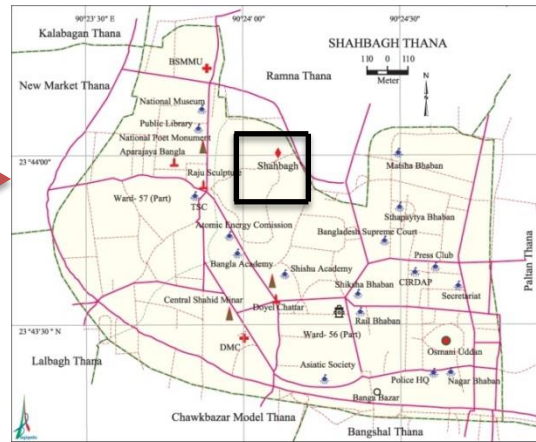 90°23'30" E
90°24'00"
90°24'30"
Kalabagan Thana
SHAHBAGH THANA
110 0 110
Meter
N
BSMMU
Ramna Thana
New Market Thana
National Museum
Public Library
National Poet Monument
Aparajaya Bangla
23°44'00"
Shahbagh
Matsha Bhaban
Raju Sculpture
Ward- 57 (Part)
TSC
Sthapaytya Bhaban
Atomic Energy Comission
Bangladesh Supreme Court
Bangla Academy
Press Club
Shishu Academy
CIRDAP
Paltan Thana
Shiksha Bhaban
Secretariat
Central Shahid Minar
Doyel Chattar
Rail Bhaban
23°43'30" N
Ward- 56 (Part)
DMC
Osmani Uddan
Lalbagh Thana
Asiatic Society
Police HQ
Nagar Bhaban
Banga Bazar
Chawkbazar Model Thana
Bangshal Thana